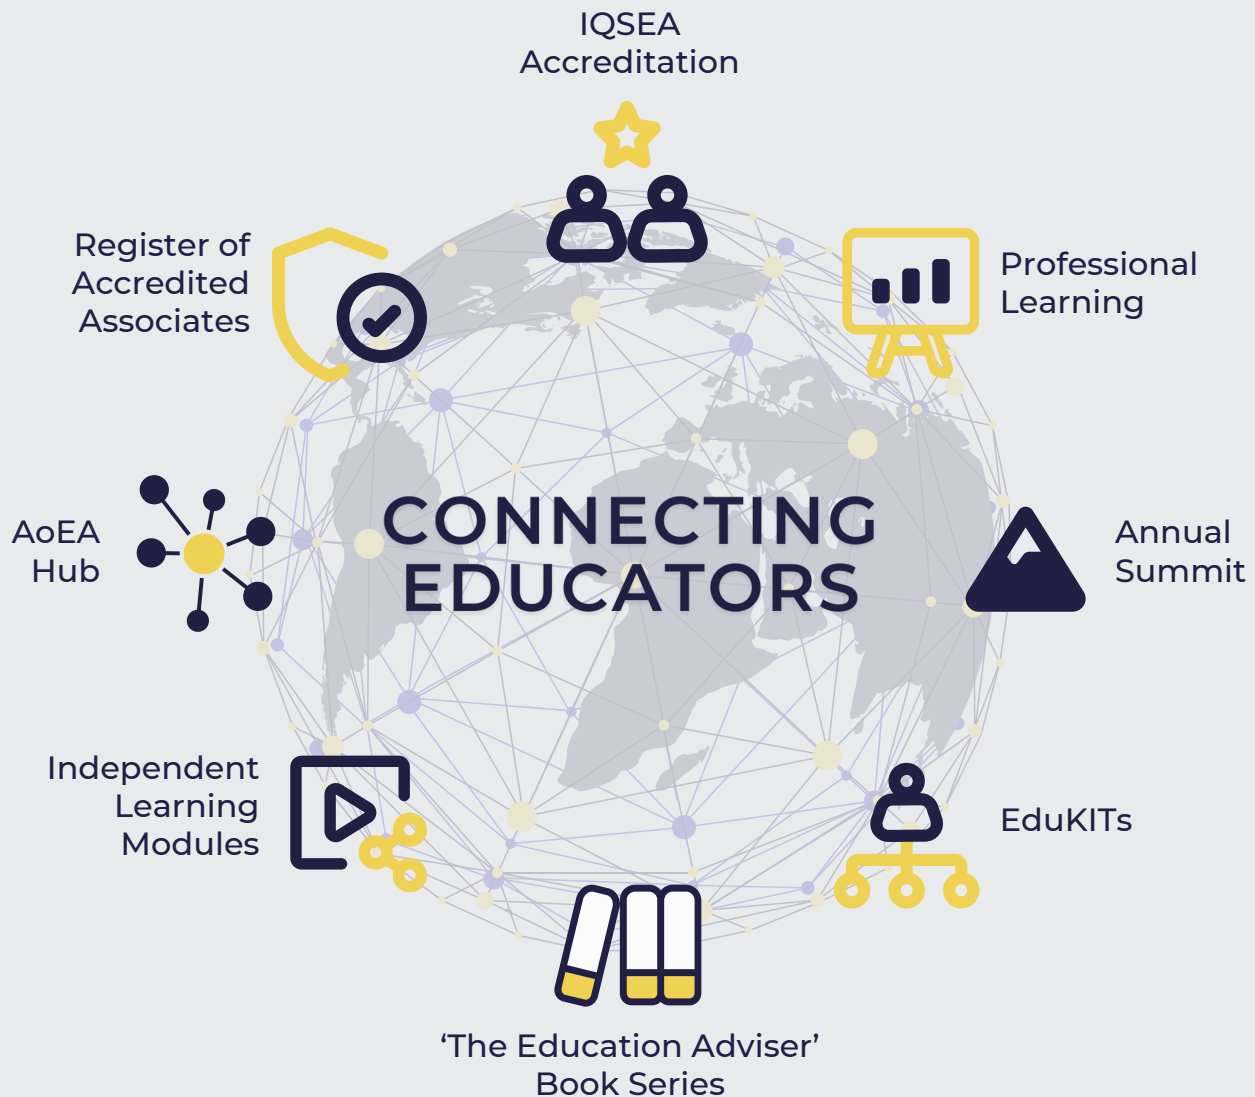 IQSEA
Accreditation
Register of
Accredited
Associates
Professional
Learning
CONNECTING
EDUCATORS
AoEA
Hub
Annual
Summit
Independent
Learning
Modules
EduKITs
‘The Education Adviser’
Book Series